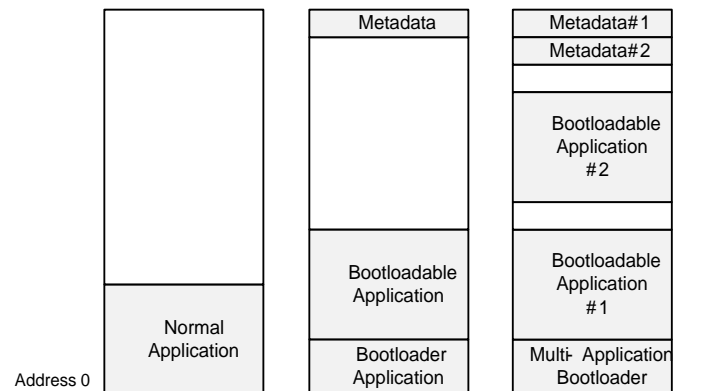 Metadata
Metadata#1
Metadata#2
Bootloadable
Application
#2
Bootloadable
Application
Bootloadable
Application
#1
Normal
Application
Bootloader
Application
Multi- Application
Bootloader
Address 0